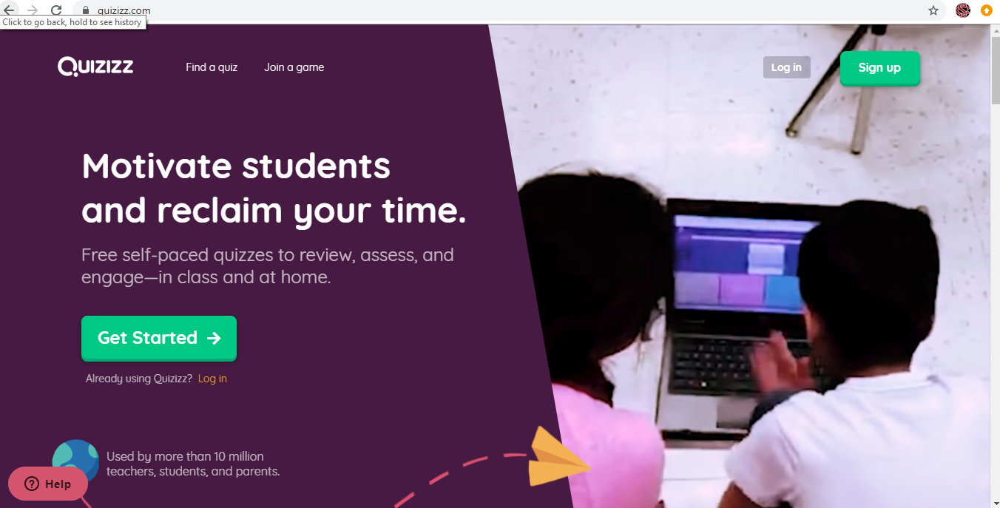 quizizz.com
Click to go back, hold to see history
QUIZIZZ
Find a quiz
Join a game
Log in
Sign up
Motivate students
and reclaim your time.
Free self-paced quizzes to review, assess, and
engage—in class and at home.
Get Started →
Already using Quizizz? Log in
Used by more than 10 million
teachers, students, and parents.
? Help